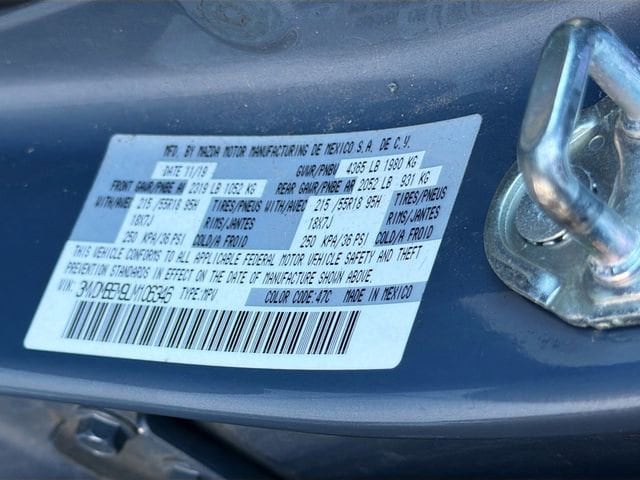 MFD. BY MAZDA MOTOR MANUFACTURING DE MEXICO S.A. DE C.V.
DATE 11/19 GVWR/PNBV 4365 LB 1980 KG
FRONT GAWR/PNBE AV 2319 LB 1052 KG REAR GAWR/PNBE AR 2052 LB 931 KG
WITH/AVEC 215/55R18 95H TIRES/PNEUS WITH/AVEC 215/55R18 95H TIRES/PNEUS
18X7J RIMS/JANTES 18X7J RIMS/JANTES
250 KPA/36 PSI COLD/A FROID 250 KPA/36 PSI COLD/A FROID
THIS VEHICLE CONFORMS TO ALL APPLICABLE FEDERAL MOTOR VEHICLE SAFETY AND THEFT
PREVENTION STANDARDS IN EFFECT ON THE DATE OF MANUFACTURE SHOWN ABOVE.
VIN: TYPE:MPV COLOR CODE:47C MADE IN MEXICO